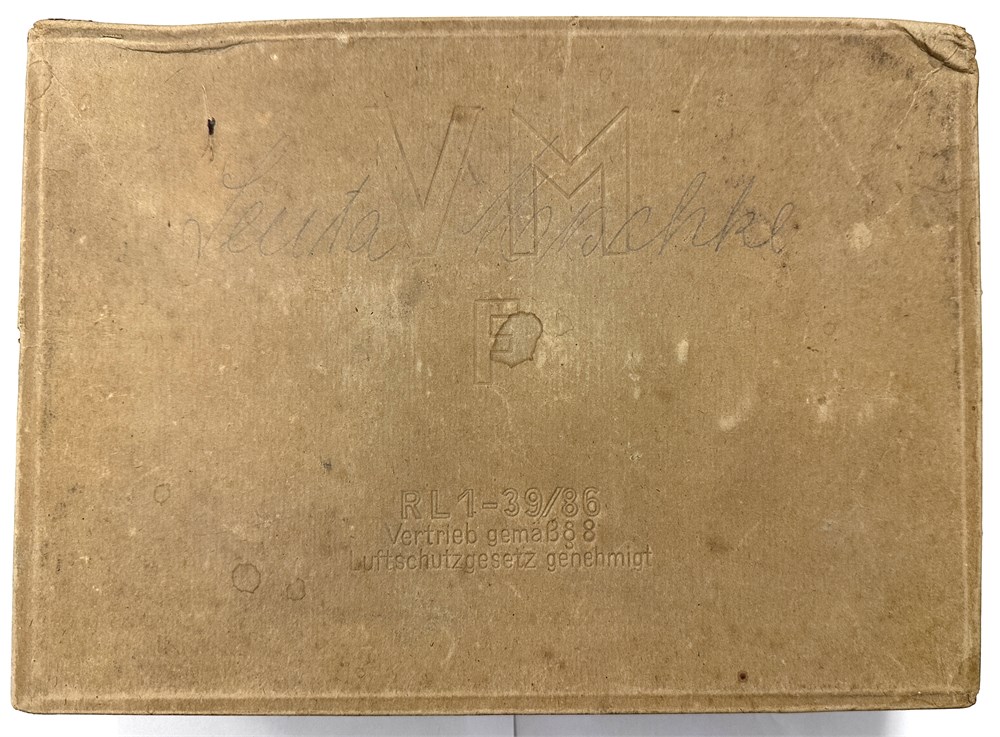 VM
F
RL 1-39/86
Vertrieb gemäß § 8
Luftschutzgesetz genehmigt